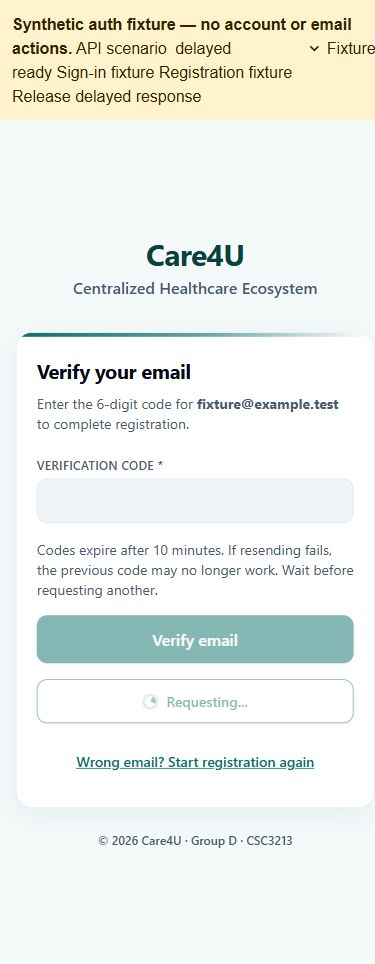 Synthetic auth fixture — no account or email
actions. API scenario delayed Fixture
ready Sign-in fixture Registration fixture
Release delayed response
Care4U
Centralized Healthcare Ecosystem
Verify your email
Enter the 6-digit code for fixture@example.test
to complete registration.
VERIFICATION CODE *
Codes expire after 10 minutes. If resending fails,
the previous code may no longer work. Wait before
requesting another.
Verify email
Requesting...
Wrong email? Start registration again
© 2026 Care4U · Group D · CSC3213